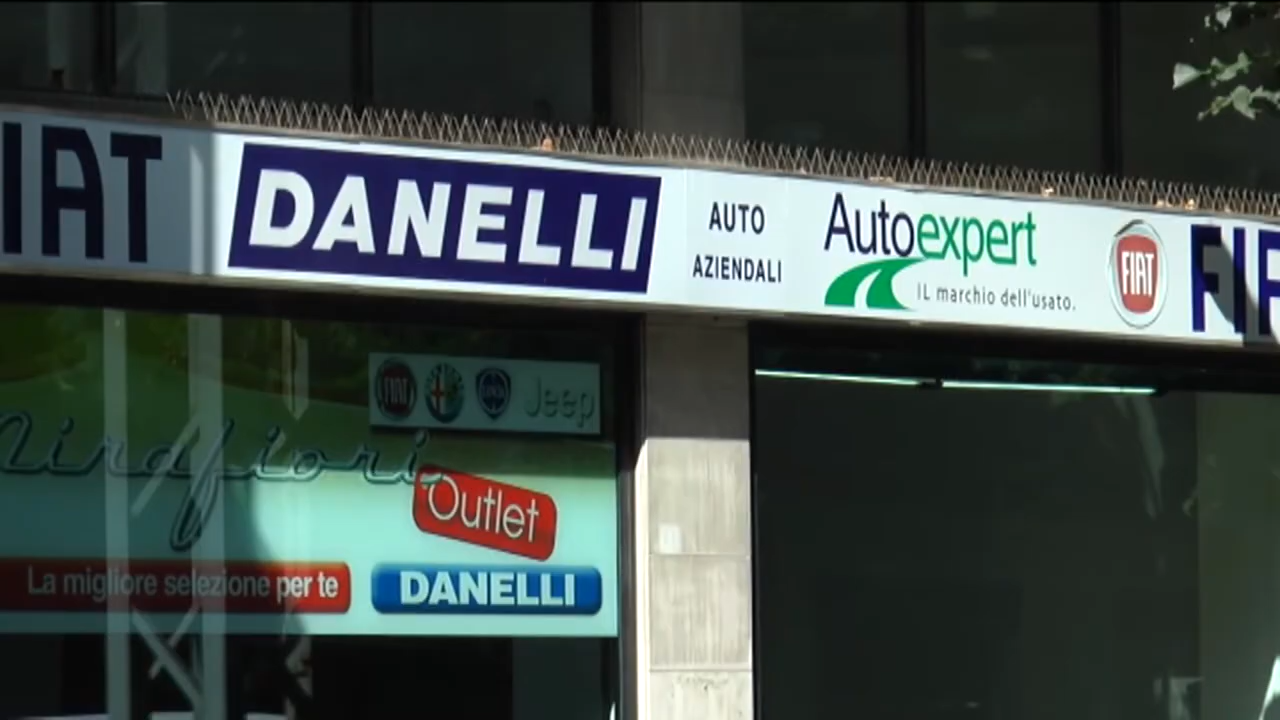 IAT
DANELLI
AUTO
AZIENDALI
Autoexpert
IL marchio dell'usato.
FIAT
FIA
FIAT
Jeep
Mirafiori
Outlet
La migliore selezione per te
DANELLI